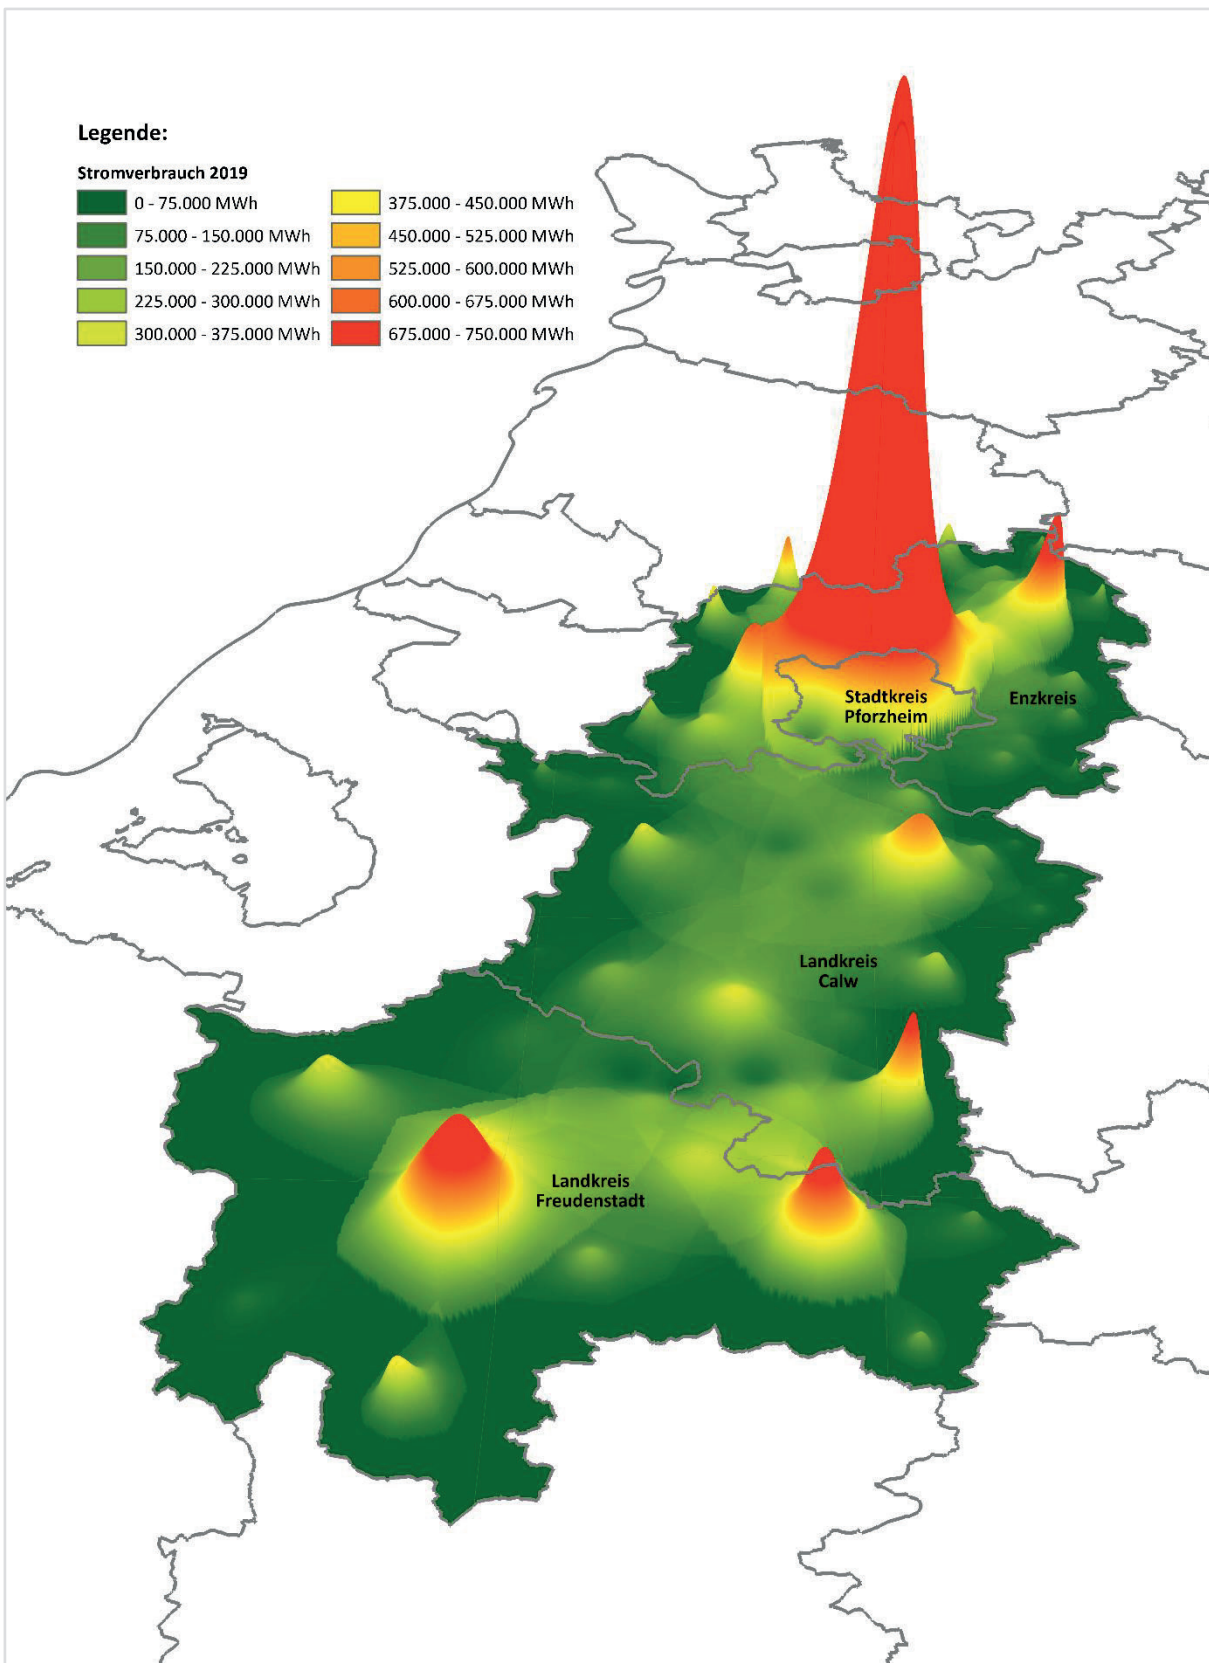 Legende:
Stromverbrauch 2019
0 - 75.000 MWh
75.000 - 150.000 MWh
150.000 - 225.000 MWh
225.000 - 300.000 MWh
300.000 - 375.000 MWh
375.000 - 450.000 MWh
450.000 - 525.000 MWh
525.000 - 600.000 MWh
600.000 - 675.000 MWh
675.000 - 750.000 MWh
Stadtkreis
Pforzheim
Enzkreis
Landkreis
Calw
Landkreis
Freudenstadt